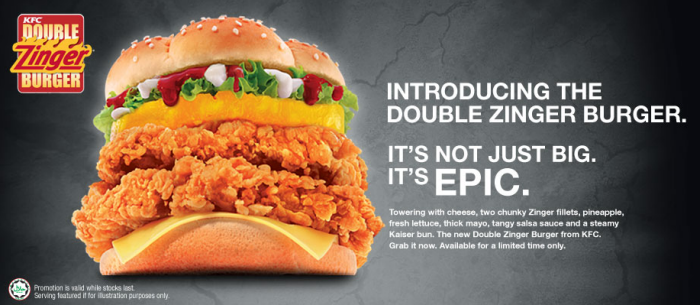 KFC
DOUBLE
Zinger
BURGER
INTRODUCING THE
DOUBLE ZINGER BURGER.
IT'S NOT JUST BIG.
IT'S EPIC.
Towering with cheese, two chunky Zinger fillets, pineapple,
fresh lettuce, thick mayo, tangy salsa sauce and a steamy
Kaiser bun. The new Double Zinger Burger from KFC.
Grab it now. Available for a limited time only.
Promotion is valid while stocks last.
Serving featured if for illustration purposes only.